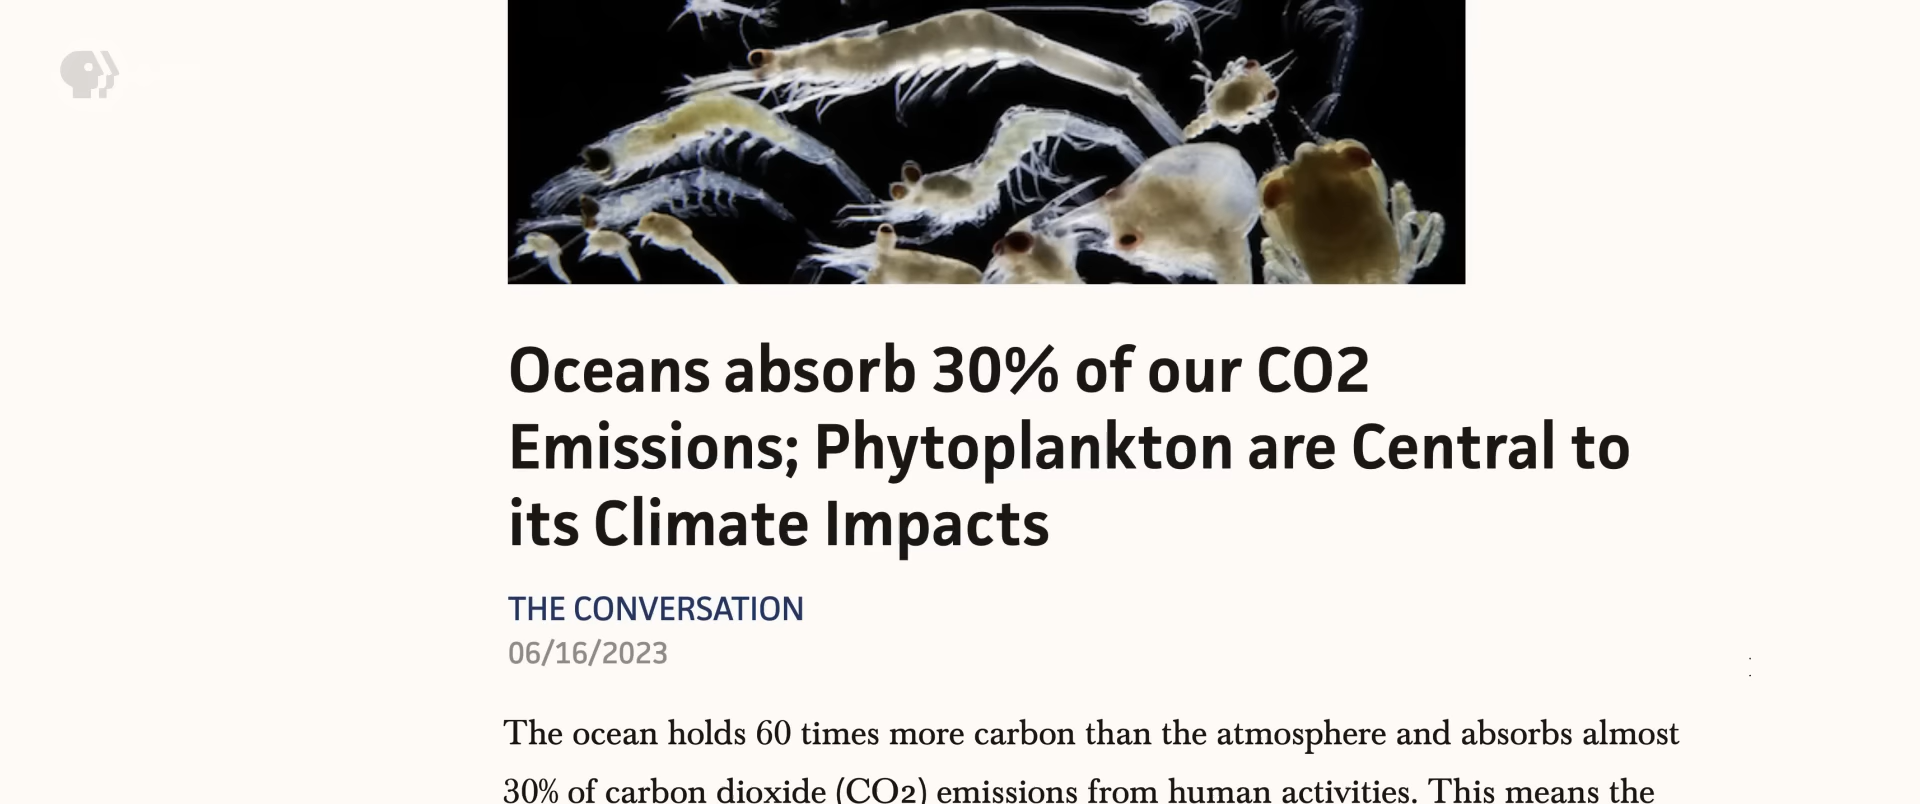 Oceans absorb 30% of our CO2
Emissions; Phytoplankton are Central to
its Climate Impacts
THE CONVERSATION
06/16/2023
The ocean holds 60 times more carbon than the atmosphere and absorbs almost
30% of carbon dioxide (CO2) emissions from human activities. This means the